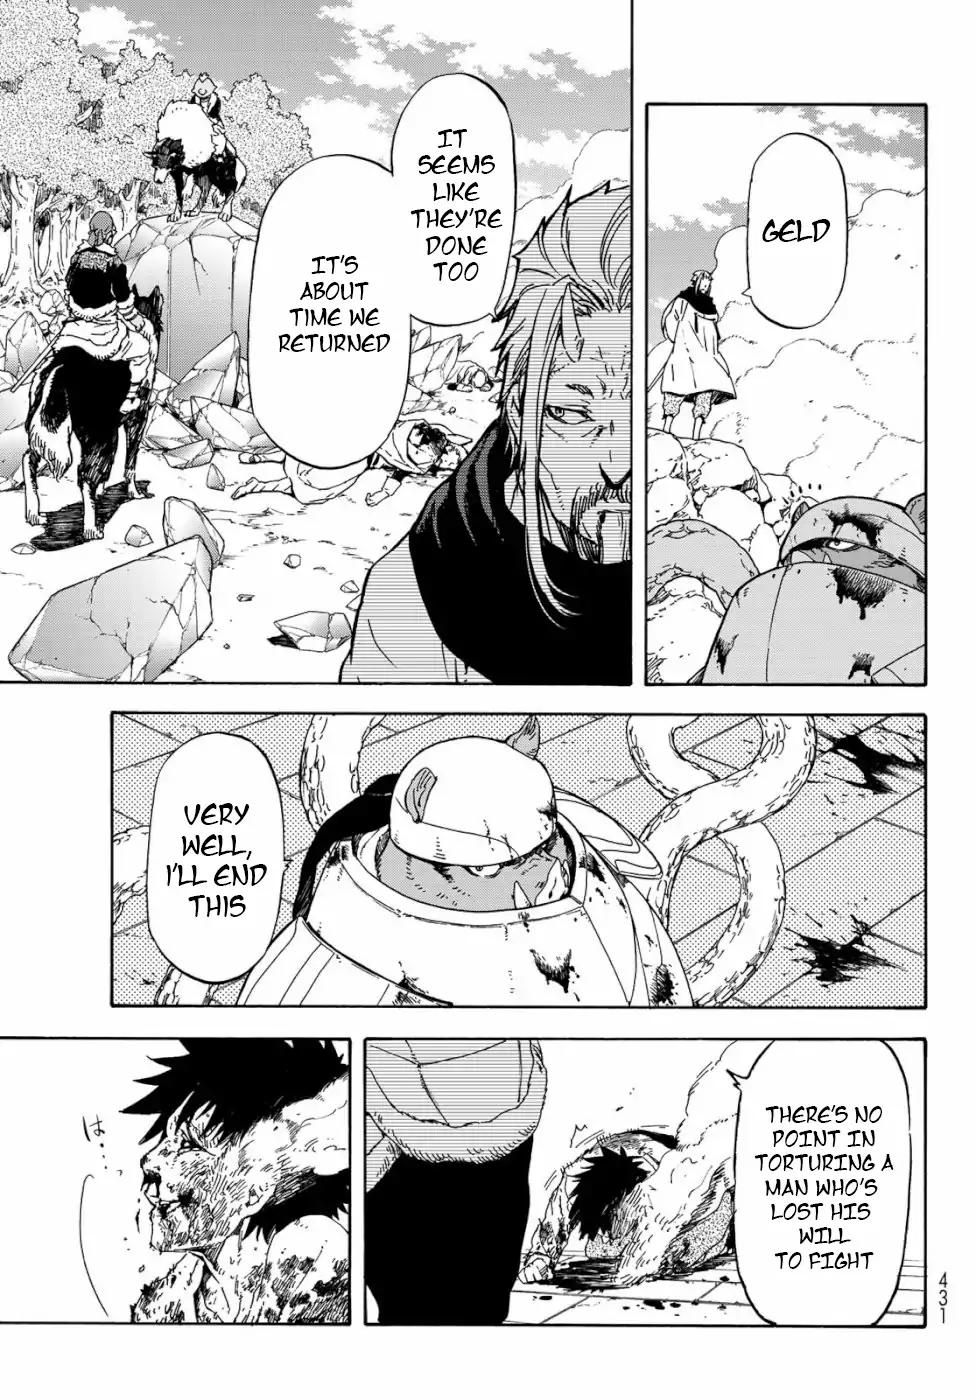 GELD
IT
SEEMS
LIKE
THEY'RE
DONE
TOO
IT'S
ABOUT
TIME WE
RETURNED
VERY
WELL,
I'LL END
THIS
THERE'S NO
POINT IN
TORTURING A
MAN WHO'S
LOST HIS
WILL
TO FIGHT
は
431